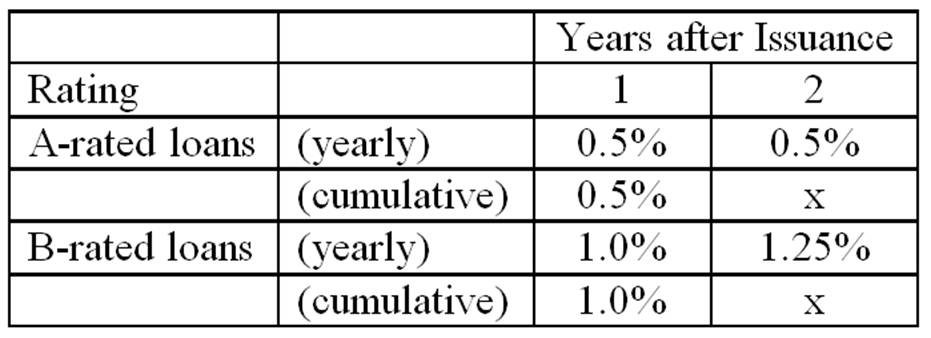 Years after Issuance
Rating 1 2
A-rated loans (yearly) 0.5% 0.5%
(cumulative) 0.5% x
B-rated loans (yearly) 1.0% 1.25%
(cumulative) 1.0% x